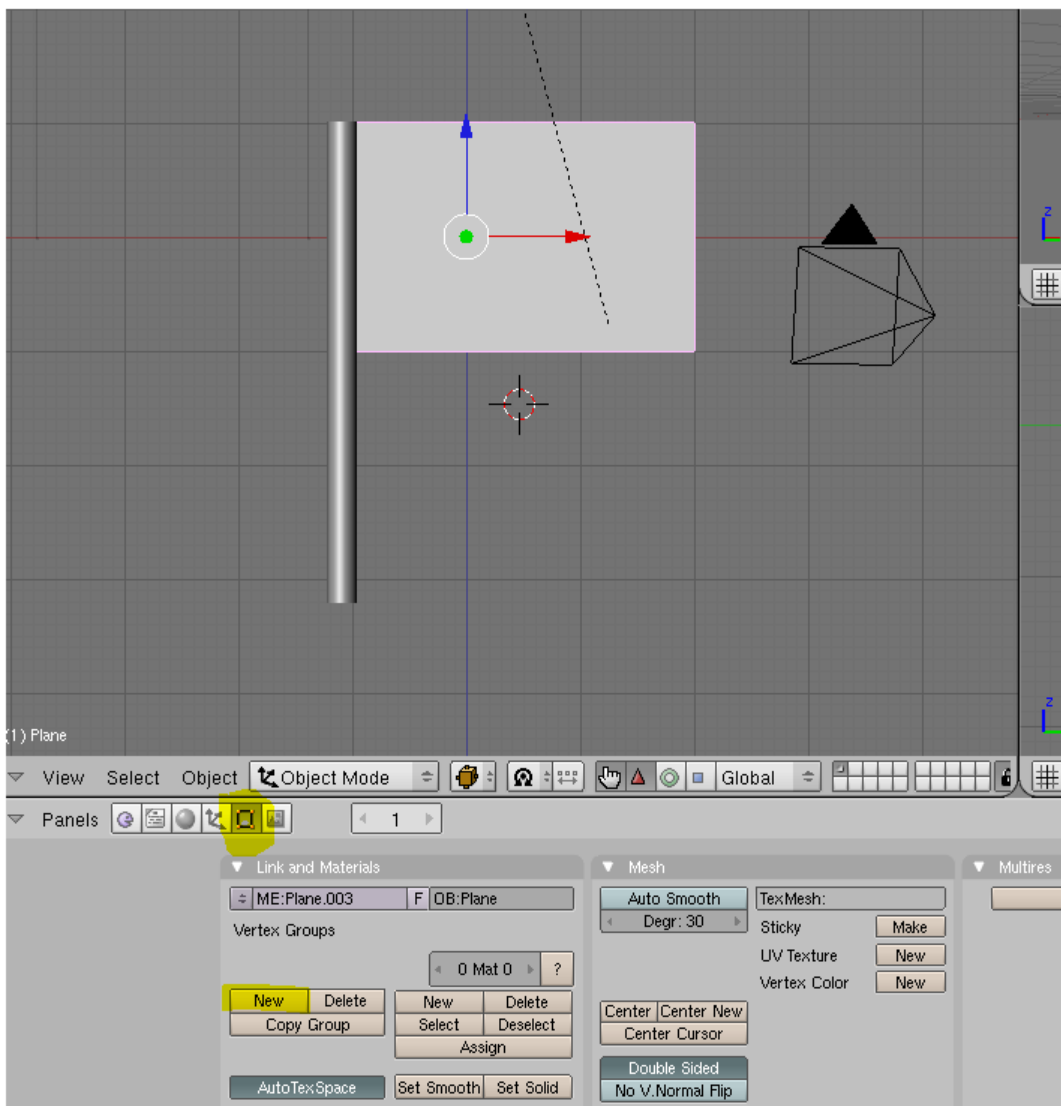 z
z
(1) Plane
View Select Object Object Mode Global
Panels 1
Link and Materials Mesh Multires
ME:Plane.003 F OB:Plane Auto Smooth TexMesh:
Degr: 30 Sticky Make
Vertex Groups
UV Texture New
0 Mat 0 ? Vertex Color New
New Delete New Delete
Center Center New
Copy Group Select Deselect
Center Cursor
Assign
Double Sided
AutoTexSpace Set Smooth Set Solid No V.Normal Flip